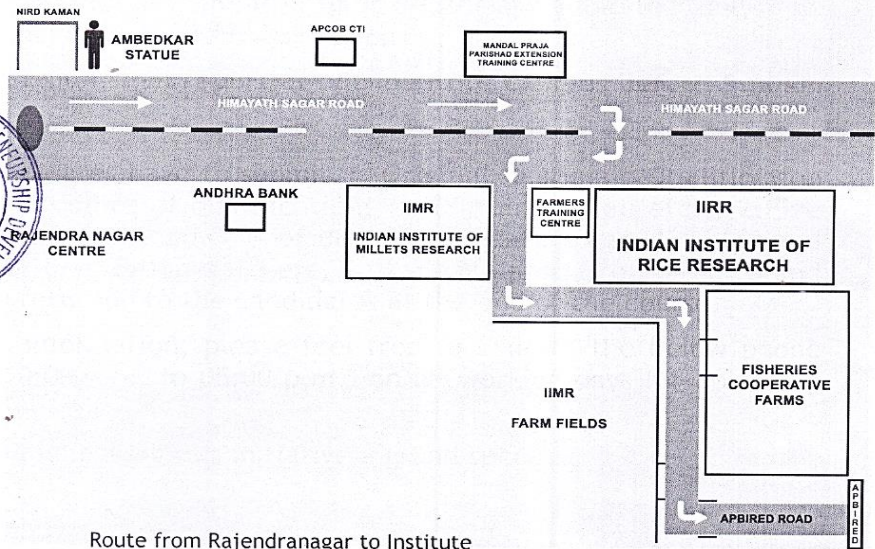 NIRD KAMAN
AMBEDKAR
STATUE
APCOB CTI
MANDAL PRAJA
PARISHAD EXTENSION
TRAINING CENTRE
HIMAYATH SAGAR ROAD
HIMAYATH SAGAR ROAD
ANDHRA BANK
RAJENDRA NAGAR
CENTRE
IIMR
INDIAN INSTITUTE OF
MILLETS RESEARCH
FARMERS
TRAINING
CENTRE
IIRR
INDIAN INSTITUTE OF
RICE RESEARCH
IIMR
FARM FIELDS
FISHERIES
COOPERATIVE
FARMS
APBIRED ROAD
APBIRED
Route from Rajendranagar to Institute